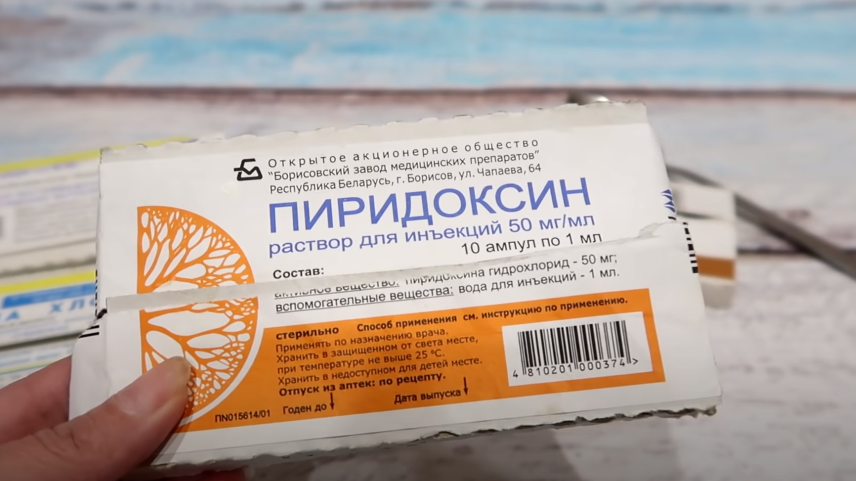 Открытое акционерное общество
"Борисовский завод медицинских препаратов"
Республика Беларусь, г. Борисов, ул. Чапаева, 64
ПИРИДОКСИН
раствор для инъекций 50 мг/мл
10 ампул по 1 мл
Состав:
активное вещество: пиридоксина гидрохлорид - 50 мг;
вспомогательные вещества: вода для инъекций - 1 мл.
стерильно Способ применения см. инструкцию по применению.
Применять по назначению врача.
Хранить в защищенном от света месте,
при температуре не выше 25 °C.
Хранить в недоступном для детей месте.
Отпуск из аптек: по рецепту.
ПN015614/01 Годен до Дата выпуска
4 810201 000374 >